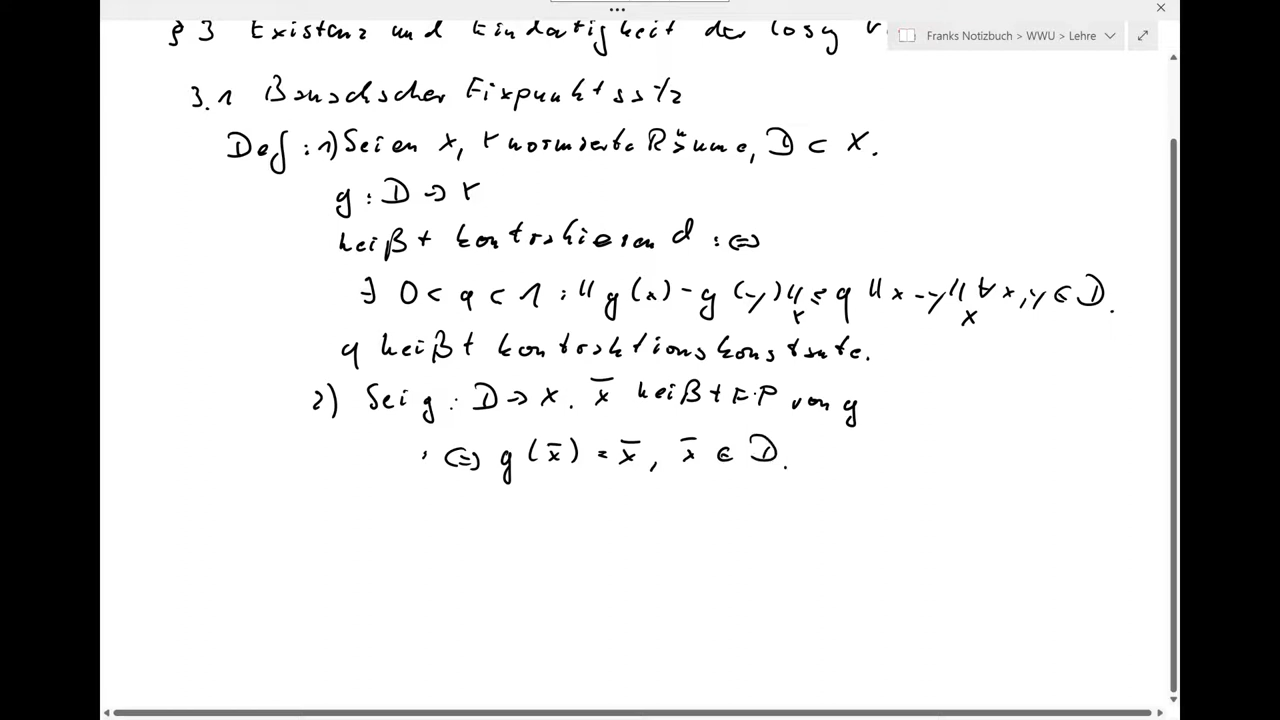 § 3 Existenz und Eindeutigkeit der Lösg v
Franks Notizbuch > WWU > Lehre
3.1 Banachscher Fixpunktsatz
Def : 1) Seien X, Y normierte Räume, D ⊂ X.
g : D → Y
heißt kontrahierend :⇔
∃ 0 < q < 1 : ‖g(x) - g(y)‖_Y ≤ q ‖x - y‖_X ∀ x, y ∈ D.
q heißt Kontraktionskonstante.
2) Sei g : D → X. x̄ heißt F.P von g
:⇔ g(x̄) = x̄, x̄ ∈ D.